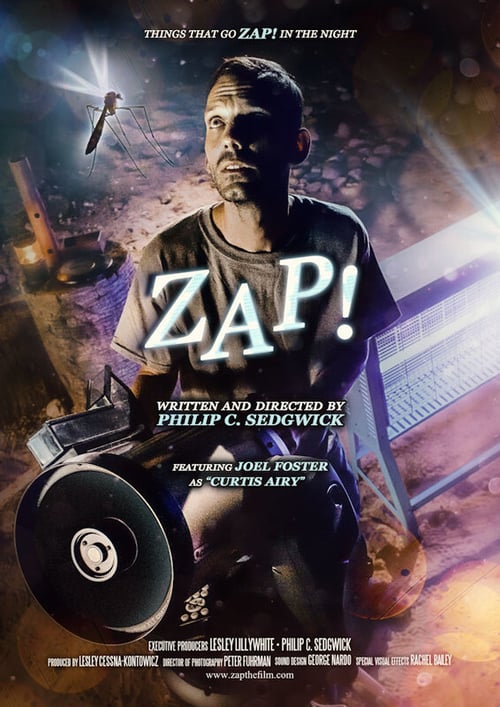 THINGS THAT GO ZAP! IN THE NIGHT
ZAP!
WRITTEN AND DIRECTED BY
PHILIP C. SEDGWICK
FEATURING JOEL FOSTER
AS "CURTIS AIRY"
EXECUTIVE PRODUCERS LESLEY LILLYWHITE • PHILIP C. SEDGWICK
PRODUCED BY LESLEY CESSNA-KONTOWICZ DIRECTOR OF PHOTOGRAPHY PETER FUHRMAN SOUND DESIGN GEORGE NARDO SPECIAL VISUAL EFFECTS RACHEL BAILEY
www.zapthefilm.com